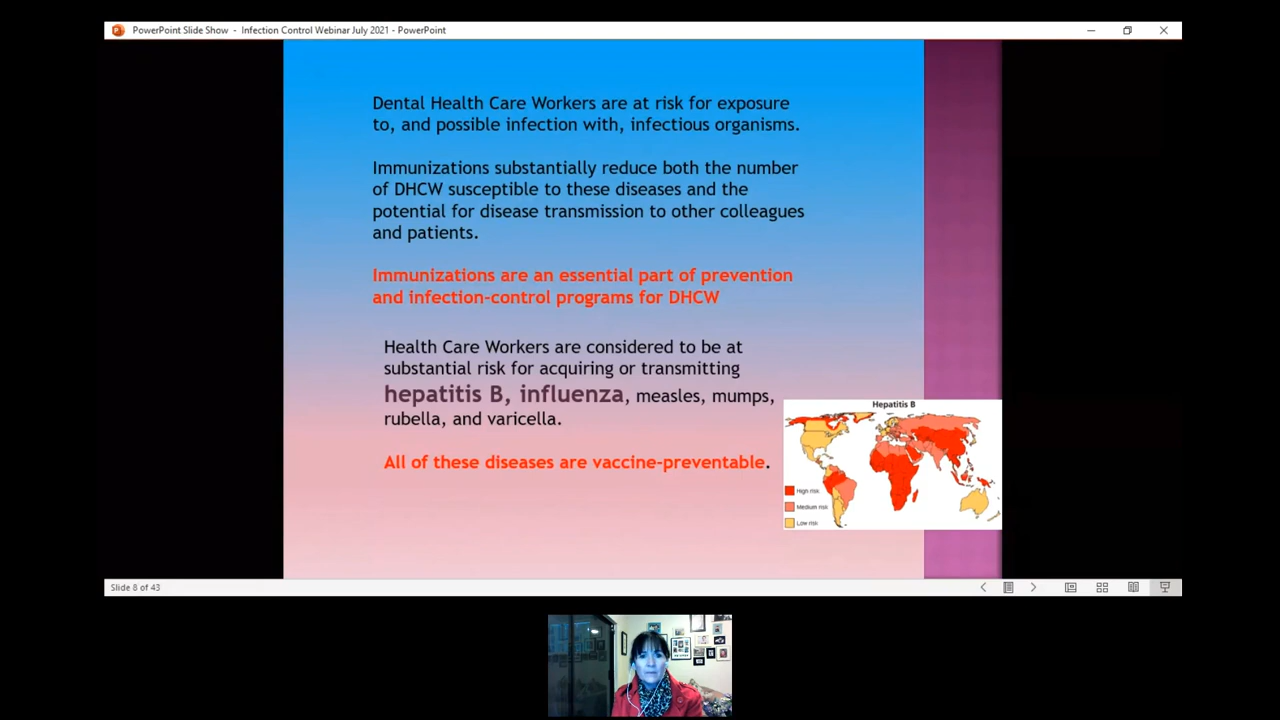 PowerPoint Slide Show - Infection Control Webinar July 2021 - PowerPoint
Dental Health Care Workers are at risk for exposure
to, and possible infection with, infectious organisms.
Immunizations substantially reduce both the number
of DHCW susceptible to these diseases and the
potential for disease transmission to other colleagues
and patients.
Immunizations are an essential part of prevention
and infection-control programs for DHCW
Health Care Workers are considered to be at
substantial risk for acquiring or transmitting
hepatitis B, influenza, measles, mumps,
rubella, and varicella.
All of these diseases are vaccine-preventable.
Hepatitis B
High risk
Medium risk
Low risk
Slide 8 of 43